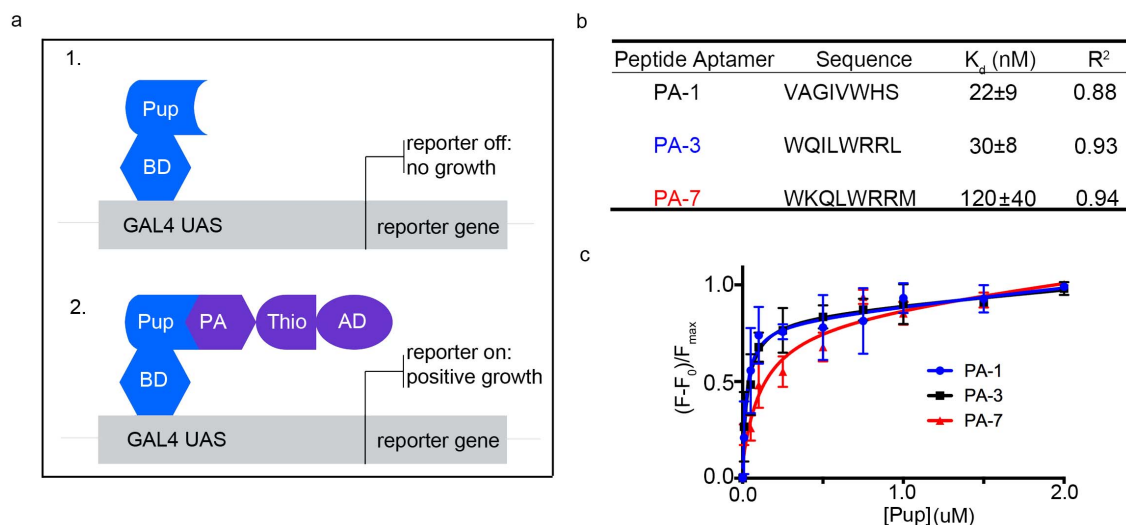 a
1.
Pup
BD
reporter off:
no growth
GAL4 UAS
reporter gene
2.
Pup
PA
Thio
AD
BD
reporter on:
positive growth
GAL4 UAS
reporter gene
b
Peptide Aptamer Sequence K_d (nM) R²
PA-1 VAGIVWHS 22±9 0.88
PA-3 WQILWRRL 30±8 0.93
PA-7 WKQLWRRM 120±40 0.94
c
(F-F₀)/F_max
1.0
0.5
0.0
PA-1
PA-3
PA-7
0.0 1.0 2.0
[Pup] (uM)